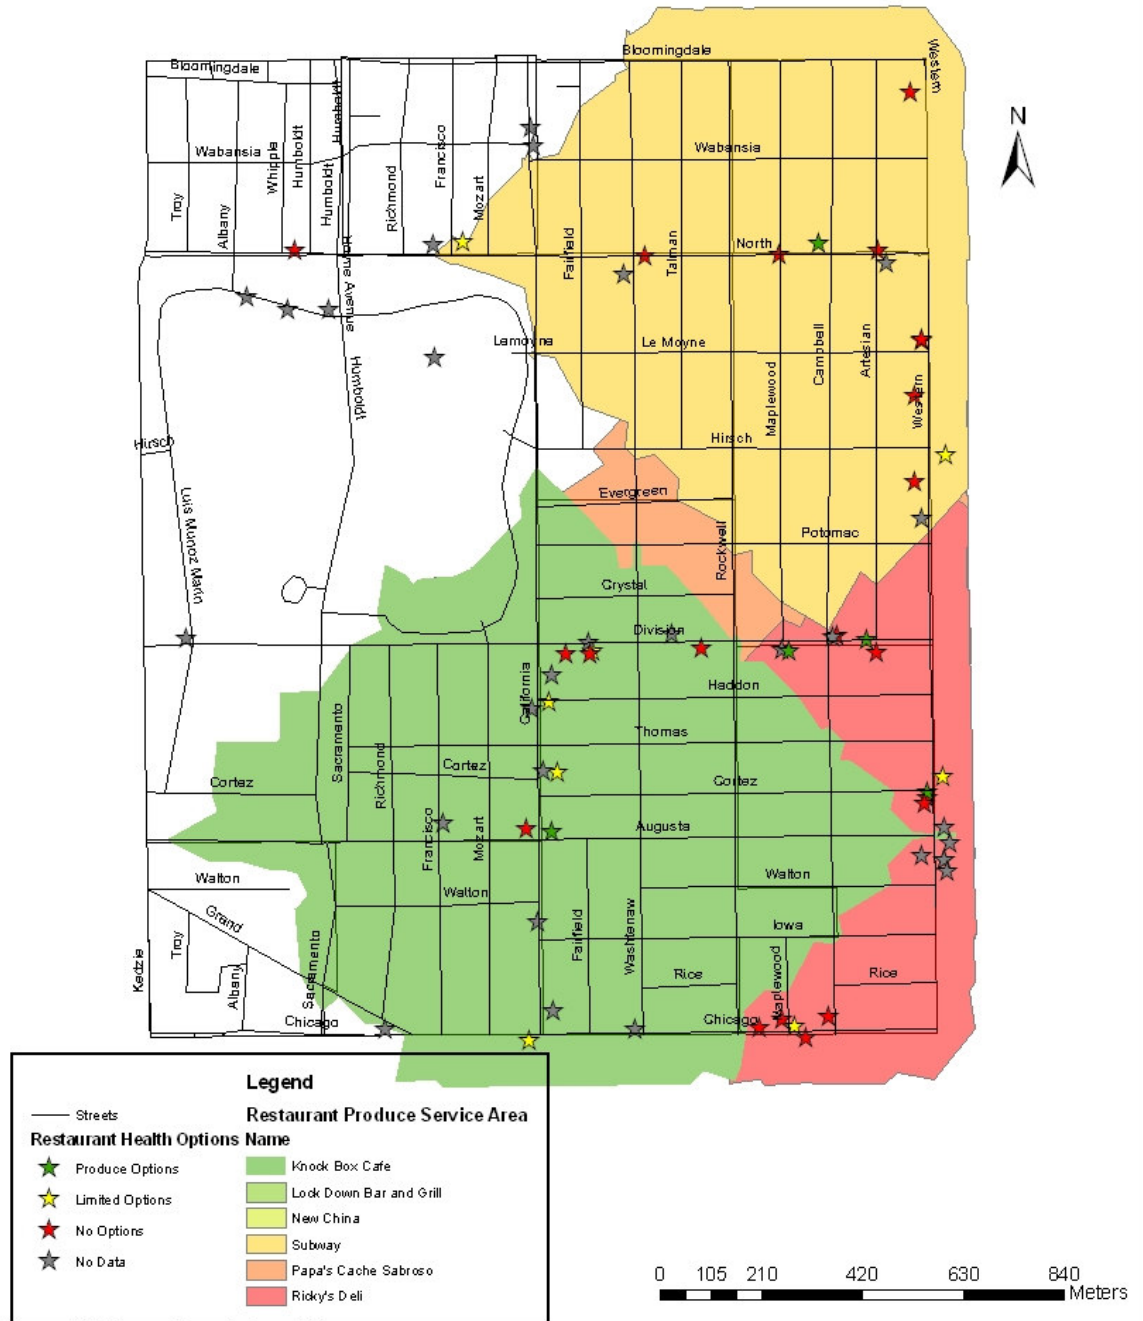 Bloomingdale
Western
Bloomingdale
N
Humboldt
Wabansia
Wabansia
Whipple
Humboldt
Francisco
Humboldt
Richmond
Mozart
Troy
Albany
North
Fairfield
Talman
Hoyne Avenue
Lamoyne
Le Moyne
Campbell
Artesian
Humboldt
Maplewood
Western
Hirsch
Hirsch
Evergreen
Luis Munoz Marin
Potomac
Rockwell
Crystal
Division
Haddon
California
Sacramento
Thomas
Richmond
Cortez
Cortez
Cortez
Augusta
Francisco
Mozart
Walton
Walton
Walton
Grand
Fairfield
Washtenaw
Iowa
Troy
Kedzie
Albany
Sacramento
Rice
Maplewood
Rice
Chicago
Chicago
Legend
Streets
Restaurant Produce Service Area
Restaurant Health Options Name
Produce Options
Knock Box Cafe
Limited Options
Lock Down Bar and Grill
No Options
New China
No Data
Subway
Papa's Cache Sabroso
Ricky's Deli
0 105 210 420 630 840
Meters